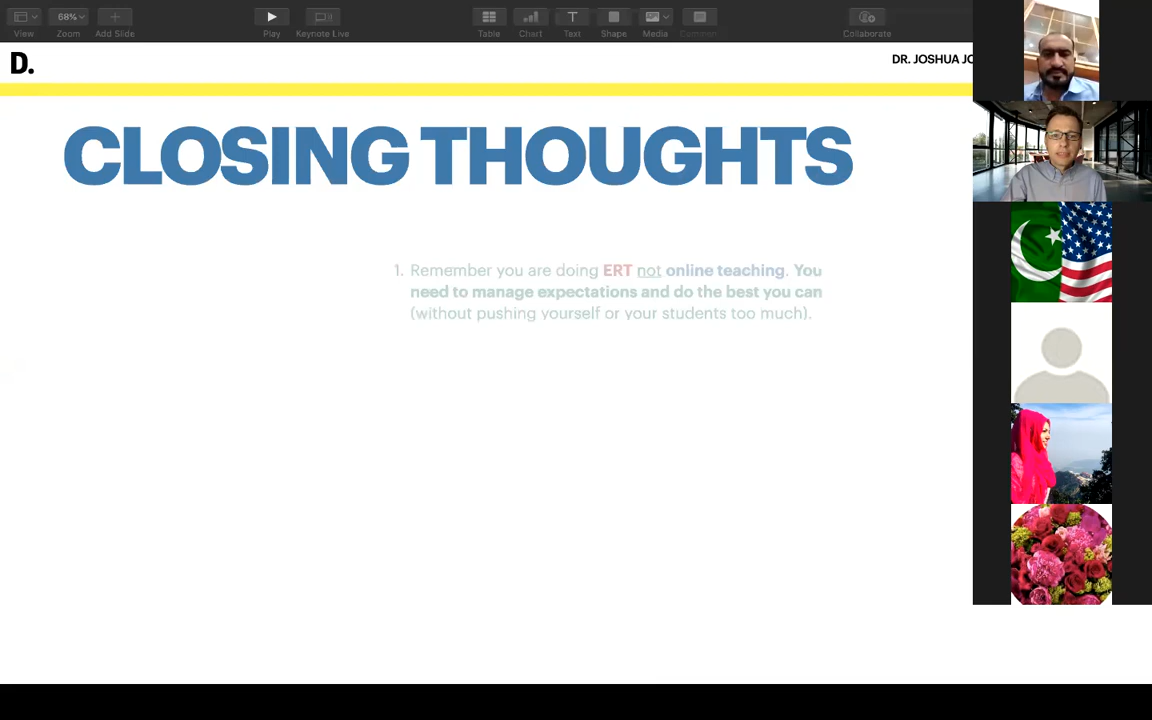 View
68%
Zoom
Add Slide
Play
Keynote Live
Table
Chart
Text
Shape
Media
Comment
Collaborate
D.
DR. JOSHUA
CLOSING THOUGHTS
1. Remember you are doing ERT not online teaching. You
need to manage expectations and do the best you can
(without pushing yourself or your students too much).